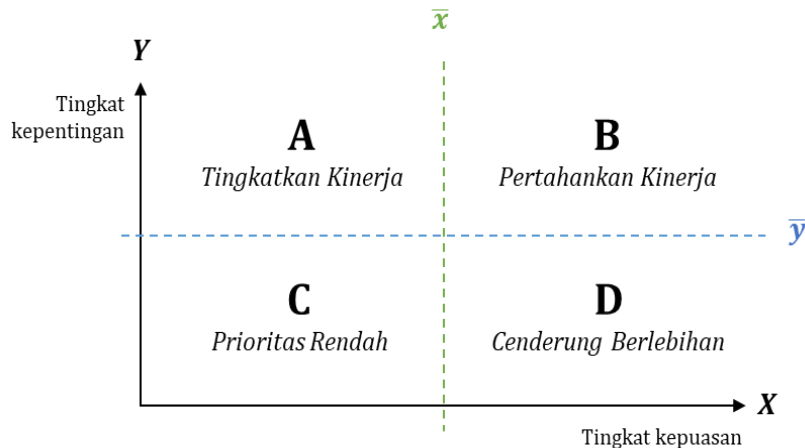 x̅
Y
Tingkat
kepentingan
A
B
Tingkatkan Kinerja
Pertahankan Kinerja
y̅
C
D
Prioritas Rendah
Cenderung Berlebihan
X
Tingkat kepuasan